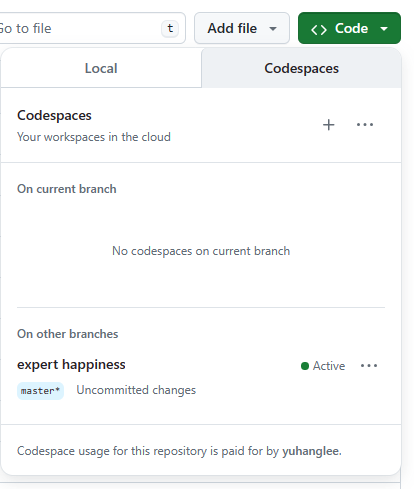 Go to file t Add file Code
Local Codespaces
Codespaces
Your workspaces in the cloud
On current branch
No codespaces on current branch
On other branches
expert happiness Active
master* Uncommitted changes
Codespace usage for this repository is paid for by yuhanglee.